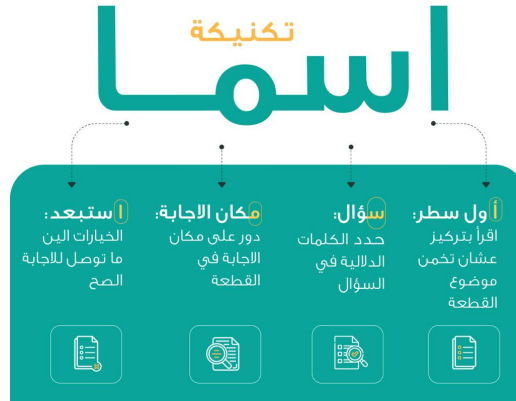 تكنيكة
اسما
أول سطر:
اقرأ بتركيز
عشان تخمن
موضوع
القطعة
سؤال:
حدد الكلمات
الدلالية في
السؤال
مكان الاجابة:
دور على مكان
الاجابة في
القطعة
استبعد:
الخيارات الين
ما توصل للاجابة
الصح